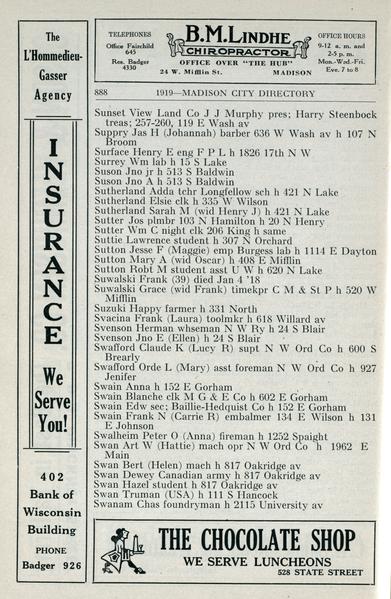 The
L'Hommedieu-
Gasser
Agency
INSURANCE
We
Serve
You!
402
Bank of
Wisconsin
Building
PHONE
Badger 926
TELEPHONES
Office Fairchild
645
Res. Badger
4330
B.M. LINDHE
CHIROPRACTOR
OFFICE OVER "THE HUB"
24 W. Mifflin St. MADISON
OFFICE HOURS
9-12 a. m. and
2-5 p. m.
Mon.-Wed.-Fri.
Eve. 7 to 8
888 1919—MADISON CITY DIRECTORY
Sunset View Land Co J J Murphy pres; Harry Steenbock
treas; 257-260, 119 E Wash av
Suppry Jas H (Johannah) barber 636 W Wash av h 107 N
Broom
Surface Henry E eng F P L h 1826 17th N W
Surrey Wm lab h 15 S Lake
Suson Jno jr h 513 S Baldwin
Suson Jno A h 513 S Baldwin
Sutherland Adda tchr Longfellow sch h 421 N Lake
Sutherland Elsie clk h 335 W Wilson
Sutherland Sarah M (wid Henry J) h 421 N Lake
Sutter Jos plmbr 103 N Hamilton h 20 N Henry
Sutter Wm C night clk 206 King h same
Suttie Lawrence student h 307 N Orchard
Sutton Jesse F (Maggie) emp Burgess lab h 1114 E Dayton
Sutton Mary A (wid Oscar) h 408 E Mifflin
Sutton Robt M student asst U W h 620 N Lake
Suwalski Frank (39) died Jan 4 '18
Suwalski Grace (wid Frank) timekpr C M & St P h 520 W
Mifflin
Suzuki Happy farmer h 331 North
Svacina Frank (Laura) toolmkr h 618 Willard av
Svenson Herman whseman N W Ry h 24 S Blair
Svenson Jno E (Ellen) h 24 S Blair
Swafford Claude K (Lucy R) supt N W Ord Co h 600 S
Brearly
Swafford Orde L (Mary) asst foreman N W Ord Co h 927
Jenifer
Swain Anna h 152 E Gorham
Swain Blanche clk M G & E Co h 602 E Gorham
Swain Edw sec; Baillie-Hedquist Co h 152 E Gorham
Swain Frank N (Carrie R) embalmer 134 E Wilson h 131
E Johnson
Swalheim Peter O (Anna) fireman h 1252 Spaight
Swan Art W (Hattie) mach opr N W Ord Co h 1962 E
Main
Swan Bert (Helen) mach h 817 Oakridge av
Swan Dewey Canadian army h 817 Oakridge av
Swan Hazel student h 817 Oakridge av
Swan Truman (USA) h 111 S Hancock
Swanam Chas foundryman h 2115 University av
THE CHOCOLATE SHOP
WE SERVE LUNCHEONS
528 STATE STREET